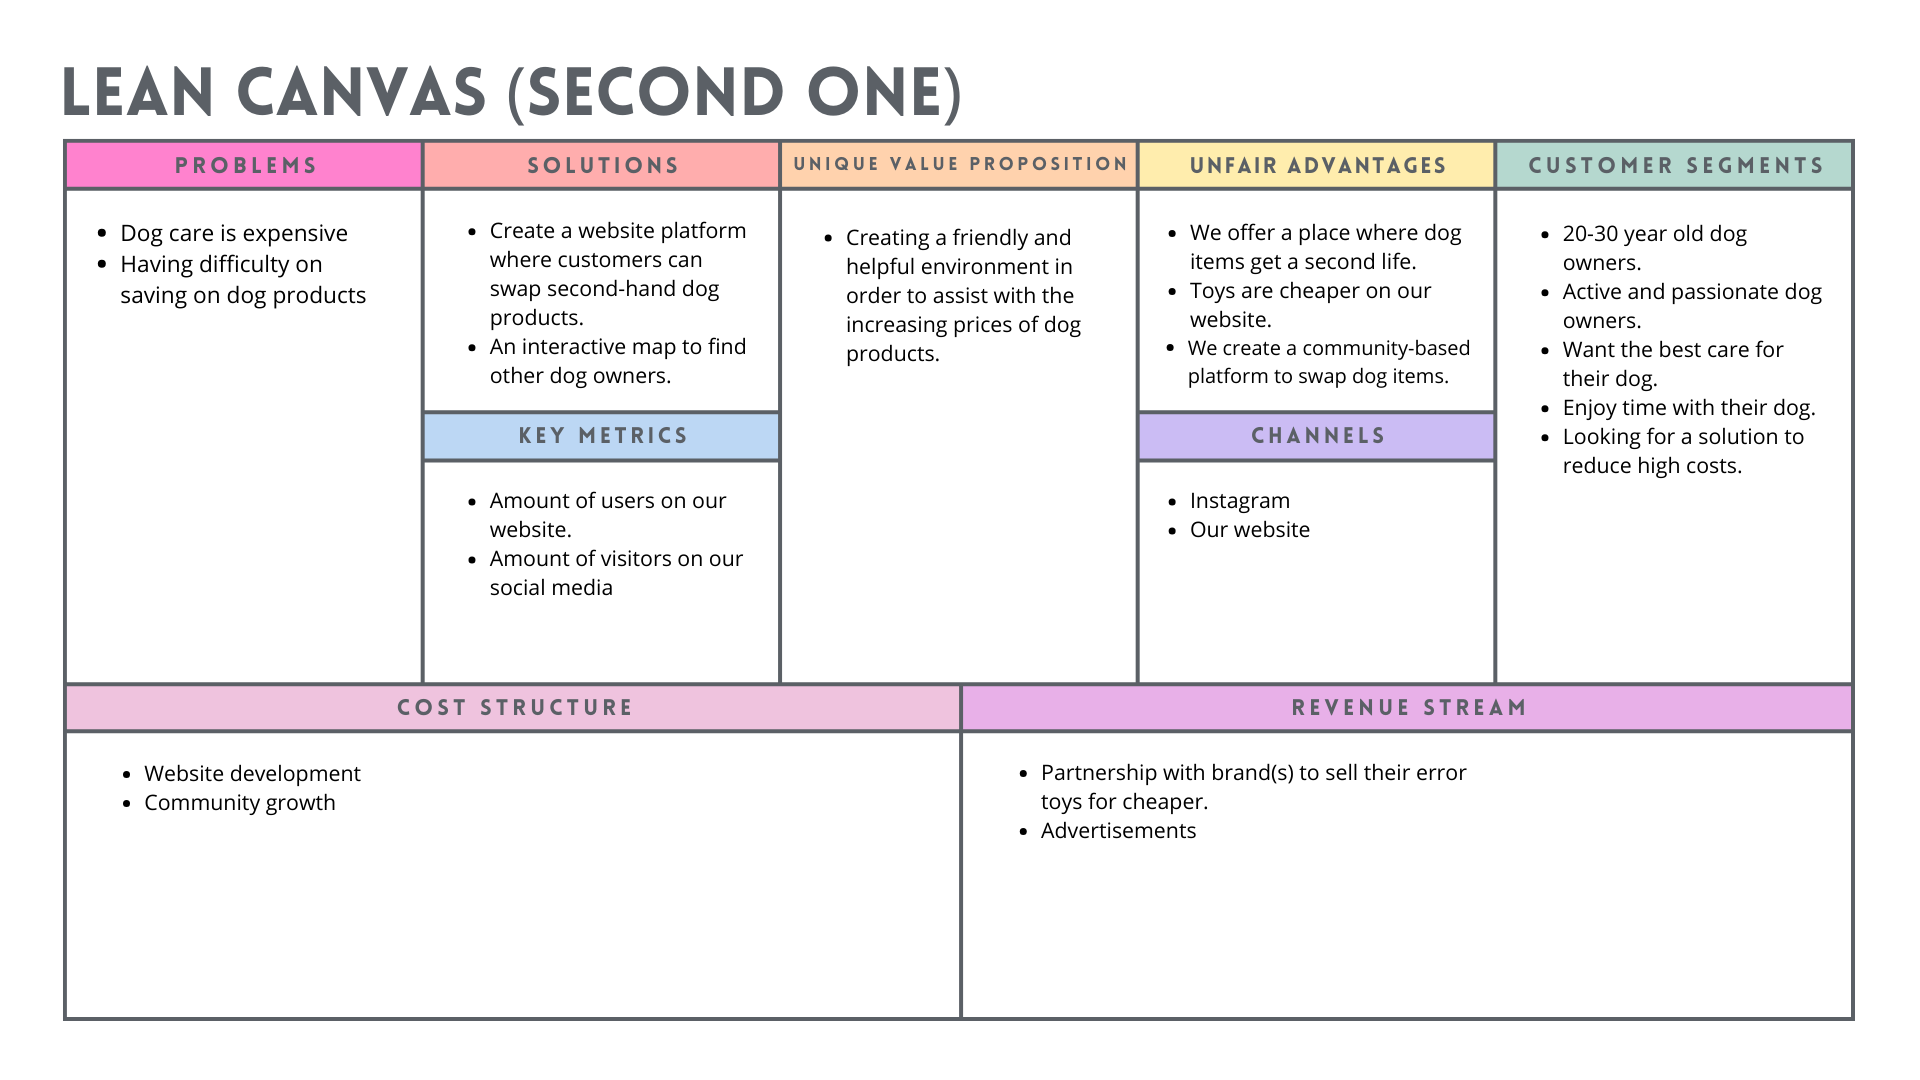 LEAN CANVAS (SECOND ONE)
PROBLEMS
• Dog care is expensive
• Having difficulty on
saving on dog products
SOLUTIONS
• Create a website platform
where customers can
swap second-hand dog
products.
• An interactive map to find
other dog owners.
KEY METRICS
• Amount of users on our
website.
• Amount of visitors on our
social media
UNIQUE VALUE PROPOSITION
• Creating a friendly and
helpful environment in
order to assist with the
increasing prices of dog
products.
UNFAIR ADVANTAGES
• We offer a place where dog
items get a second life.
• Toys are cheaper on our
website.
• We create a community-based
platform to swap dog items.
CHANNELS
• Instagram
• Our website
CUSTOMER SEGMENTS
• 20-30 year old dog
owners.
• Active and passionate dog
owners.
• Want the best care for
their dog.
• Enjoy time with their dog.
• Looking for a solution to
reduce high costs.
COST STRUCTURE
• Website development
• Community growth
REVENUE STREAM
• Partnership with brand(s) to sell their error
toys for cheaper.
• Advertisements